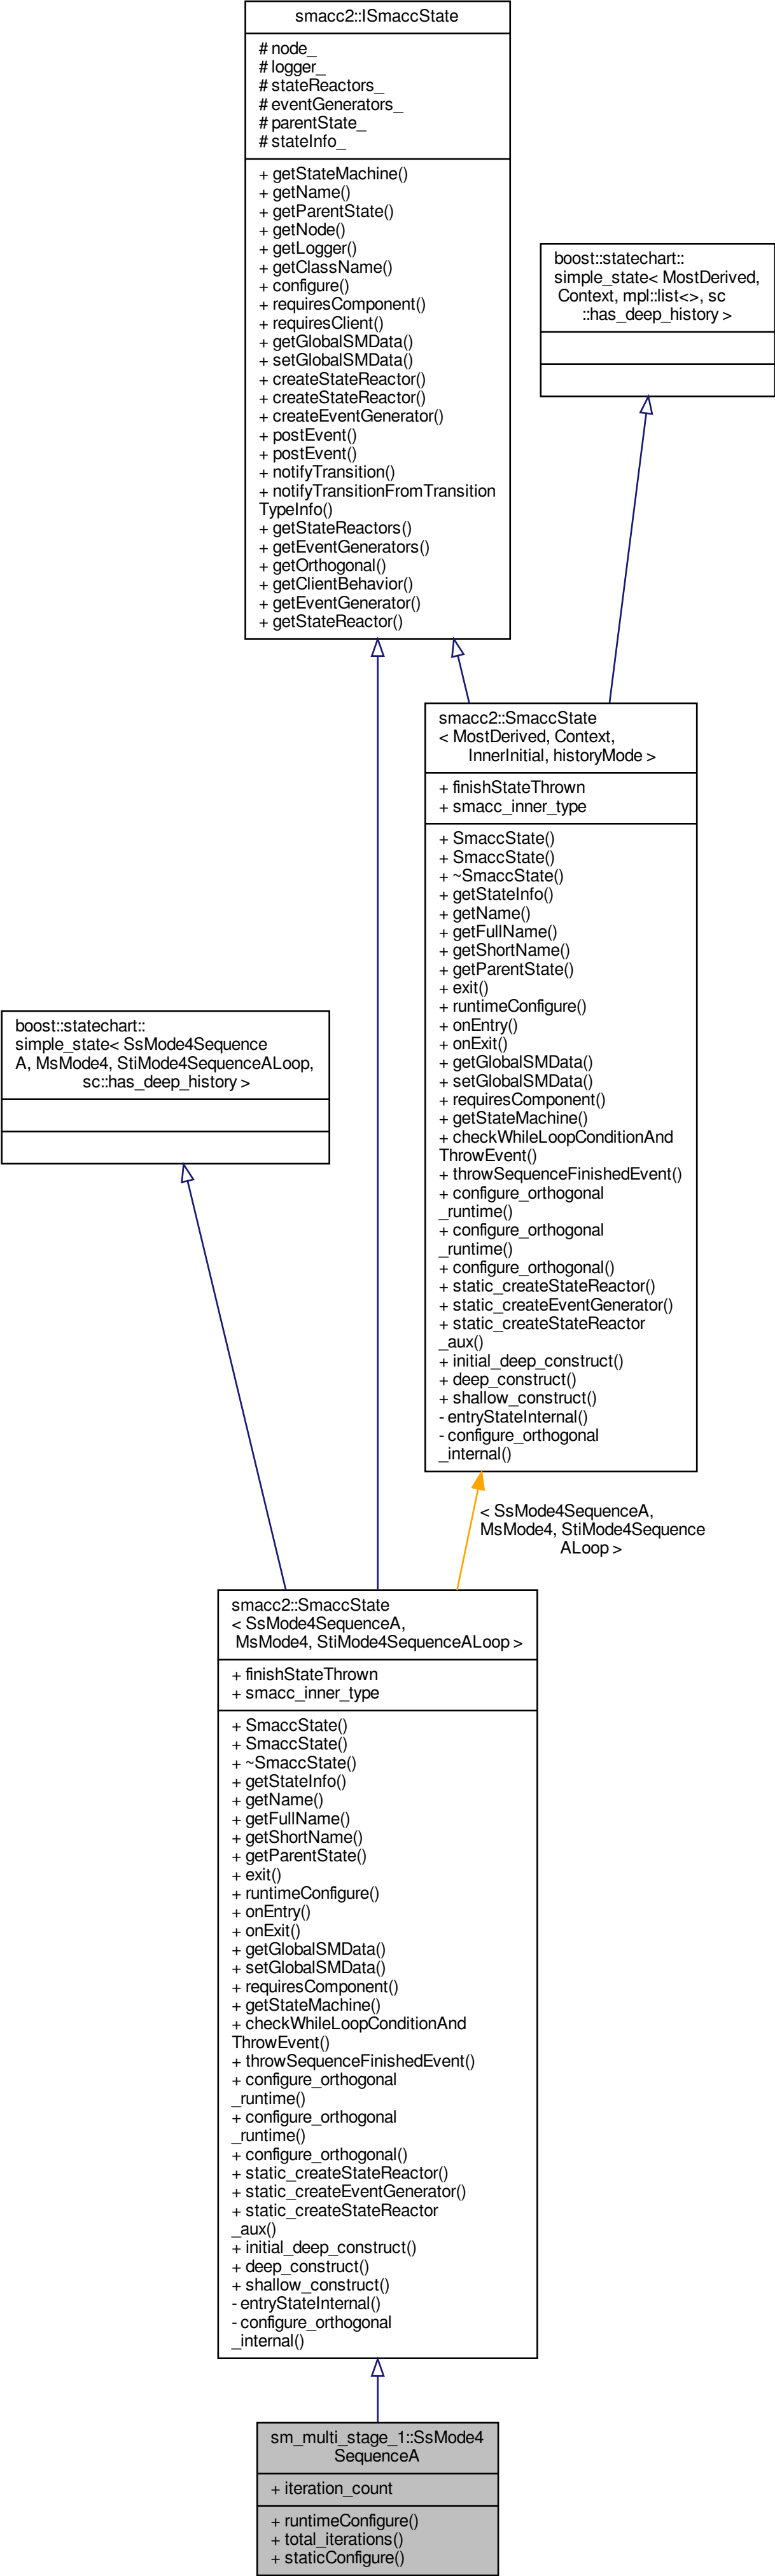 smacc2::ISmaccState
# node_
# logger_
# stateReactors_
# eventGenerators_
# parentState_
# stateInfo_
+ getStateMachine()
+ getName()
+ getParentState()
+ getNode()
+ getLogger()
+ getClassName()
+ configure()
+ requiresComponent()
+ requiresClient()
+ getGlobalSMData()
+ setGlobalSMData()
+ createStateReactor()
+ createStateReactor()
+ createEventGenerator()
+ postEvent()
+ postEvent()
+ notifyTransition()
+ notifyTransitionFromTransition
TypeInfo()
+ getStateReactors()
+ getEventGenerators()
+ getOrthogonal()
+ getClientBehavior()
+ getEventGenerator()
+ getStateReactor()
boost::statechart::
simple_state< MostDerived,
Context, mpl::list<>, sc
::has_deep_history >
smacc2::SmaccState
< MostDerived, Context,
InnerInitial, historyMode >
+ finishStateThrown
+ smacc_inner_type
+ SmaccState()
+ SmaccState()
+ ~SmaccState()
+ getStateInfo()
+ getName()
+ getFullName()
+ getShortName()
+ getParentState()
+ exit()
+ runtimeConfigure()
+ onEntry()
+ onExit()
+ getGlobalSMData()
+ setGlobalSMData()
+ requiresComponent()
+ getStateMachine()
+ checkWhileLoopConditionAnd
ThrowEvent()
+ throwSequenceFinishedEvent()
+ configure_orthogonal
_runtime()
+ configure_orthogonal
_runtime()
+ configure_orthogonal()
+ static_createStateReactor()
+ static_createEventGenerator()
+ static_createStateReactor
_aux()
+ initial_deep_construct()
+ deep_construct()
+ shallow_construct()
- entryStateInternal()
- configure_orthogonal
_internal()
boost::statechart::
simple_state< SsMode4Sequence
A, MsMode4, StiMode4SequenceALoop,
sc::has_deep_history >
< SsMode4SequenceA,
MsMode4, StiMode4Sequence
ALoop >
smacc2::SmaccState
< SsMode4SequenceA,
MsMode4, StiMode4SequenceALoop >
+ finishStateThrown
+ smacc_inner_type
+ SmaccState()
+ SmaccState()
+ ~SmaccState()
+ getStateInfo()
+ getName()
+ getFullName()
+ getShortName()
+ getParentState()
+ exit()
+ runtimeConfigure()
+ onEntry()
+ onExit()
+ getGlobalSMData()
+ setGlobalSMData()
+ requiresComponent()
+ getStateMachine()
+ checkWhileLoopConditionAnd
ThrowEvent()
+ throwSequenceFinishedEvent()
+ configure_orthogonal
_runtime()
+ configure_orthogonal
_runtime()
+ configure_orthogonal()
+ static_createStateReactor()
+ static_createEventGenerator()
+ static_createStateReactor
_aux()
+ initial_deep_construct()
+ deep_construct()
+ shallow_construct()
- entryStateInternal()
- configure_orthogonal
_internal()
sm_multi_stage_1::SsMode4
SequenceA
+ iteration_count
+ runtimeConfigure()
+ total_iterations()
+ staticConfigure()